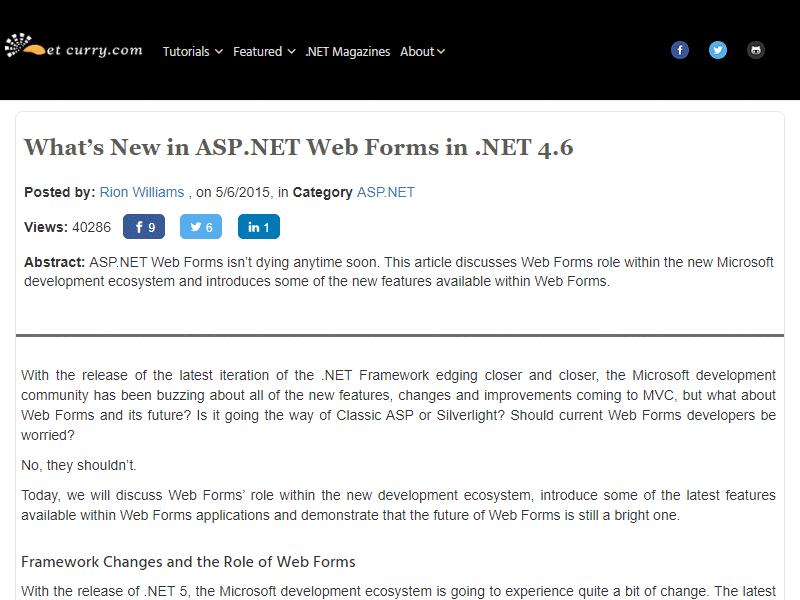 et curry.com
Tutorials Featured .NET Magazines About
What's New in ASP.NET Web Forms in .NET 4.6
Posted by: Rion Williams , on 5/6/2015, in Category ASP.NET
Views: 40286 f 9 6 in 1
Abstract: ASP.NET Web Forms isn't dying anytime soon. This article discusses Web Forms role within the new Microsoft
development ecosystem and introduces some of the new features available within Web Forms.
With the release of the latest iteration of the .NET Framework edging closer and closer, the Microsoft development
community has been buzzing about all of the new features, changes and improvements coming to MVC, but what about
Web Forms and its future? Is it going the way of Classic ASP or Silverlight? Should current Web Forms developers be
worried?
No, they shouldn't.
Today, we will discuss Web Forms' role within the new development ecosystem, introduce some of the latest features
available within Web Forms applications and demonstrate that the future of Web Forms is still a bright one.
Framework Changes and the Role of Web Forms
With the release of .NET 5, the Microsoft development ecosystem is going to experience quite a bit of change. The latest